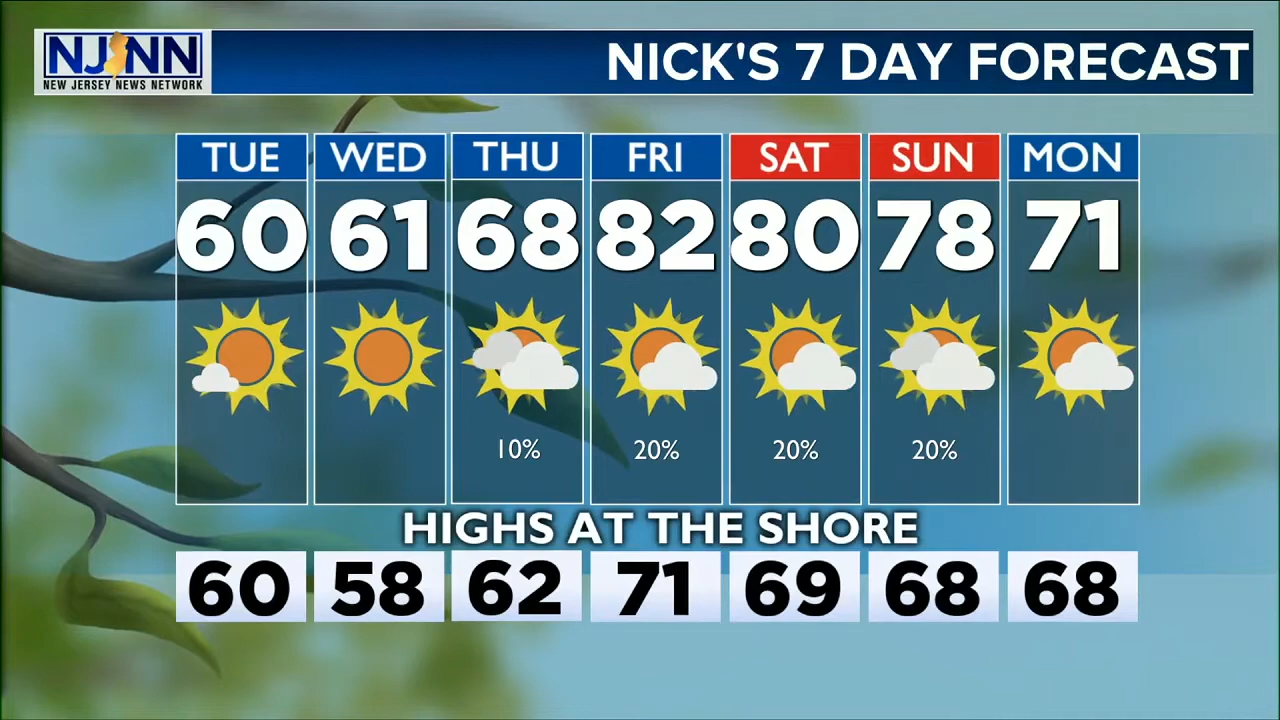 NJNN
NEW JERSEY NEWS NETWORK
NICK'S 7 DAY FORECAST
TUE WED THU FRI SAT SUN MON
60 61 68 82 80 78 71
10% 20% 20% 20%
HIGHS AT THE SHORE
60 58 62 71 69 68 68